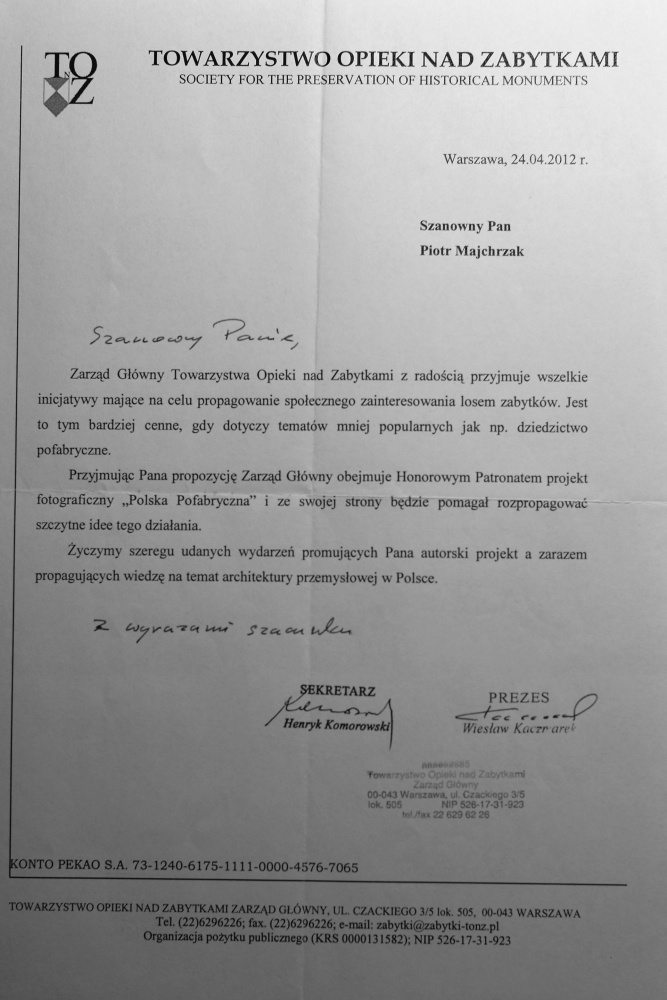 TO
N
Z
TOWARZYSTWO OPIEKI NAD ZABYTKAMI
SOCIETY FOR THE PRESERVATION OF HISTORICAL MONUMENTS
Warszawa, 24.04.2012 r.
Szanowny Pan
Piotr Majchrzak
Szanowny Panie,
Zarząd Główny Towarzystwa Opieki nad Zabytkami z radością przyjmuje wszelkie
inicjatywy mające na celu propagowanie społecznego zainteresowania losem zabytków. Jest
to tym bardziej cenne, gdy dotyczy tematów mniej popularnych jak np. dziedzictwo
pofabryczne.
Przyjmując Pana propozycję Zarząd Główny obejmuje Honorowym Patronatem projekt
fotograficzny „Polska Pofabryczna” i ze swojej strony będzie pomagał rozpropagować
szczytne idee tego działania.
Życzymy szeregu udanych wydarzeń promujących Pana autorski projekt a zarazem
propagujących wiedzę na temat architektury przemysłowej w Polsce.
Z wyrazami szacunku
SEKRETARZ
Henryk Komorowski
PREZES
Wiesław Kaczmarek
Towarzystwo Opieki nad Zabytkami
Zarząd Główny
00-043 Warszawa, ul. Czackiego 3/5
lok. 505 NIP 526-17-31-923
tel./fax 22 629 62 26
KONTO PEKAO S.A. 73-1240-6175-1111-0000-4576-7065
TOWARZYSTWO OPIEKI NAD ZABYTKAMI ZARZĄD GŁÓWNY, UL. CZACKIEGO 3/5 lok. 505, 00-043 WARSZAWA
Tel. (22)6296226; fax. (22)6296226; e-mail: zabytki@zabytki-tonz.pl
Organizacja pożytku publicznego (KRS 0000131582); NIP 526-17-31-923